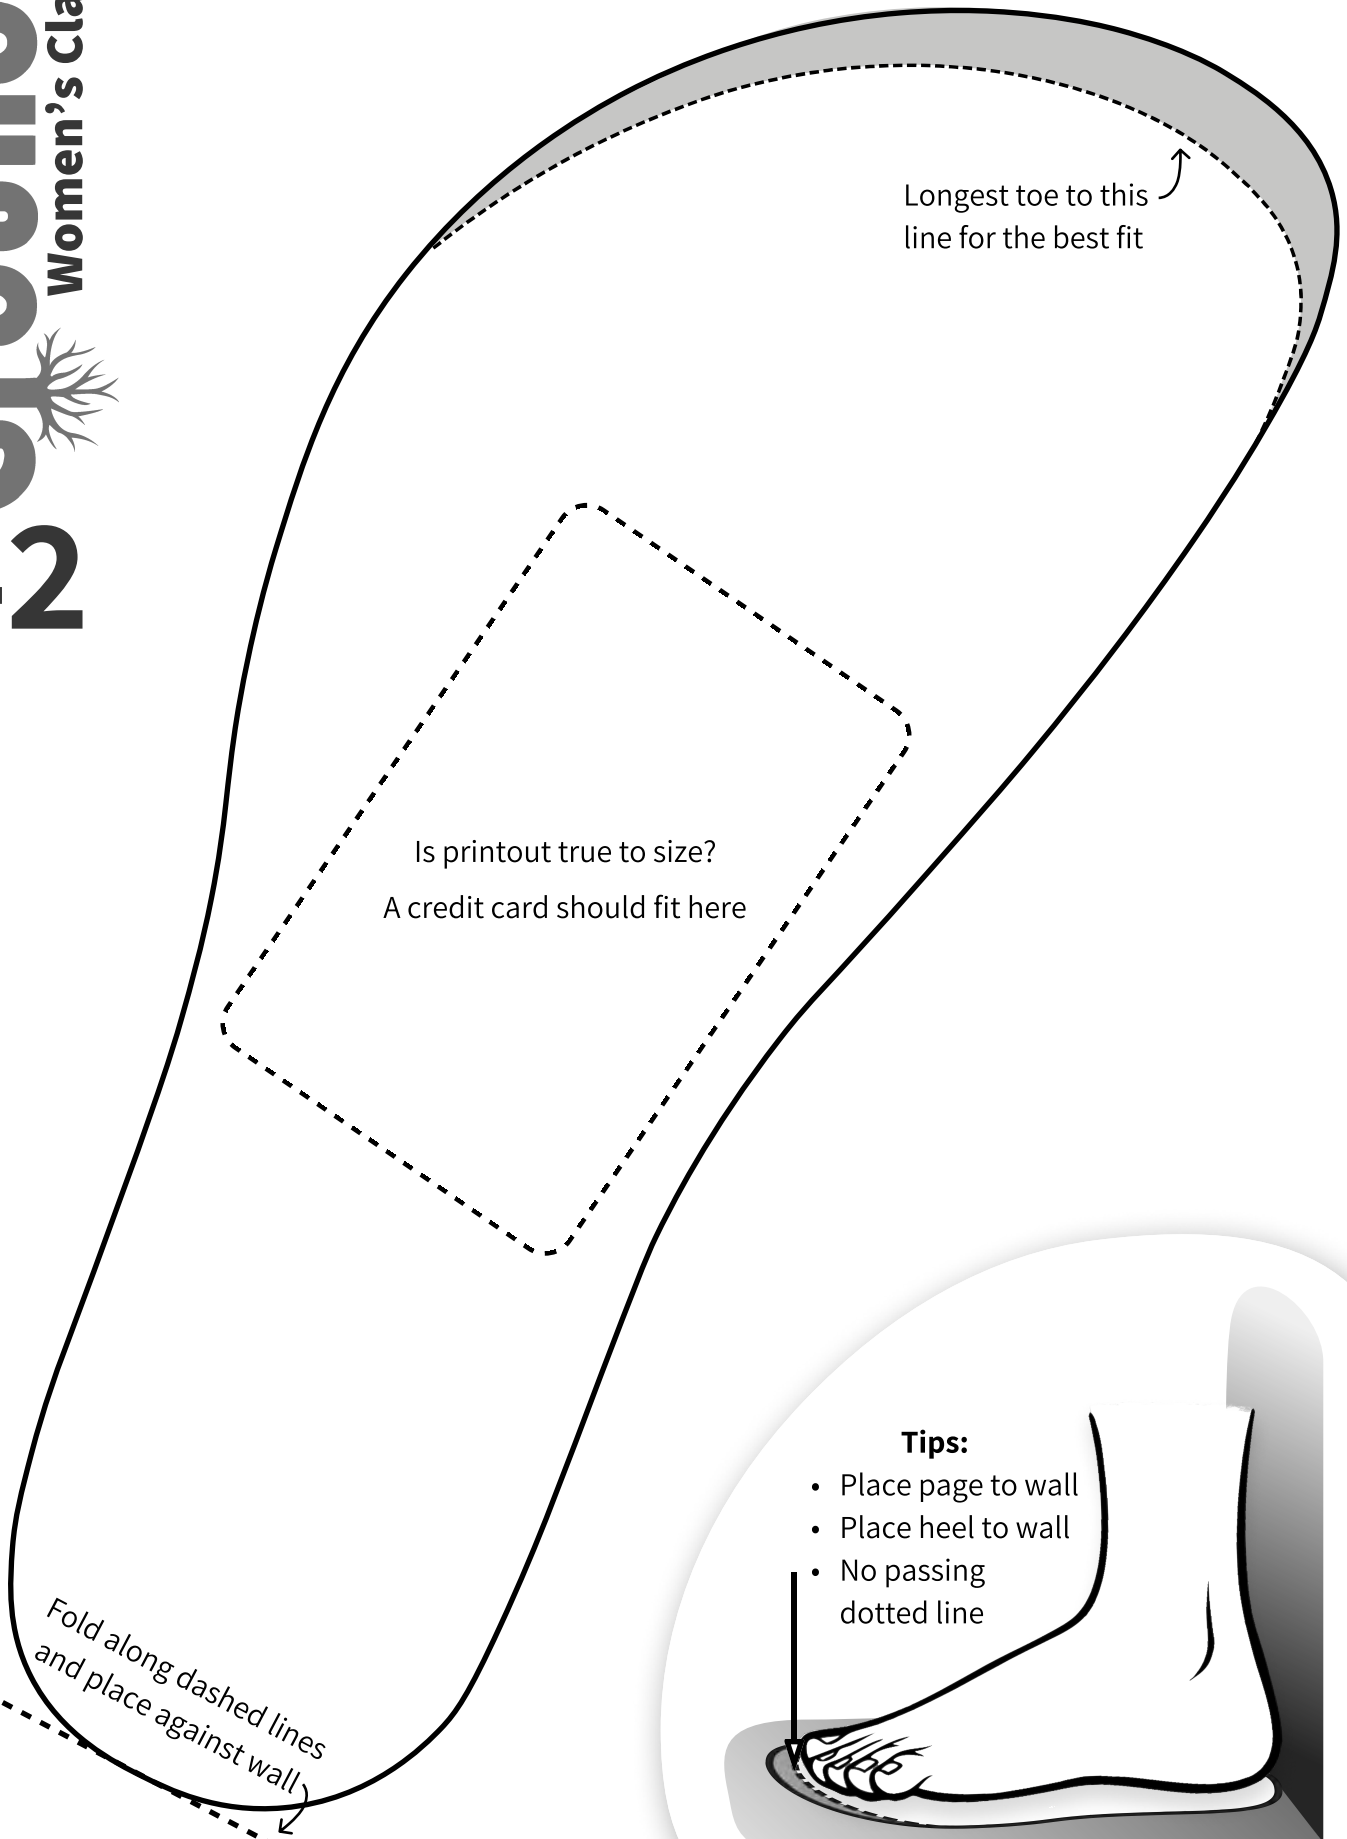 Women's
2
Longest toe to this
line for the best fit
Is printout true to size?
A credit card should fit here
Tips:
• Place page to wall
• Place heel to wall
• No passing
dotted line
Fold along dashed lines
and place against wall